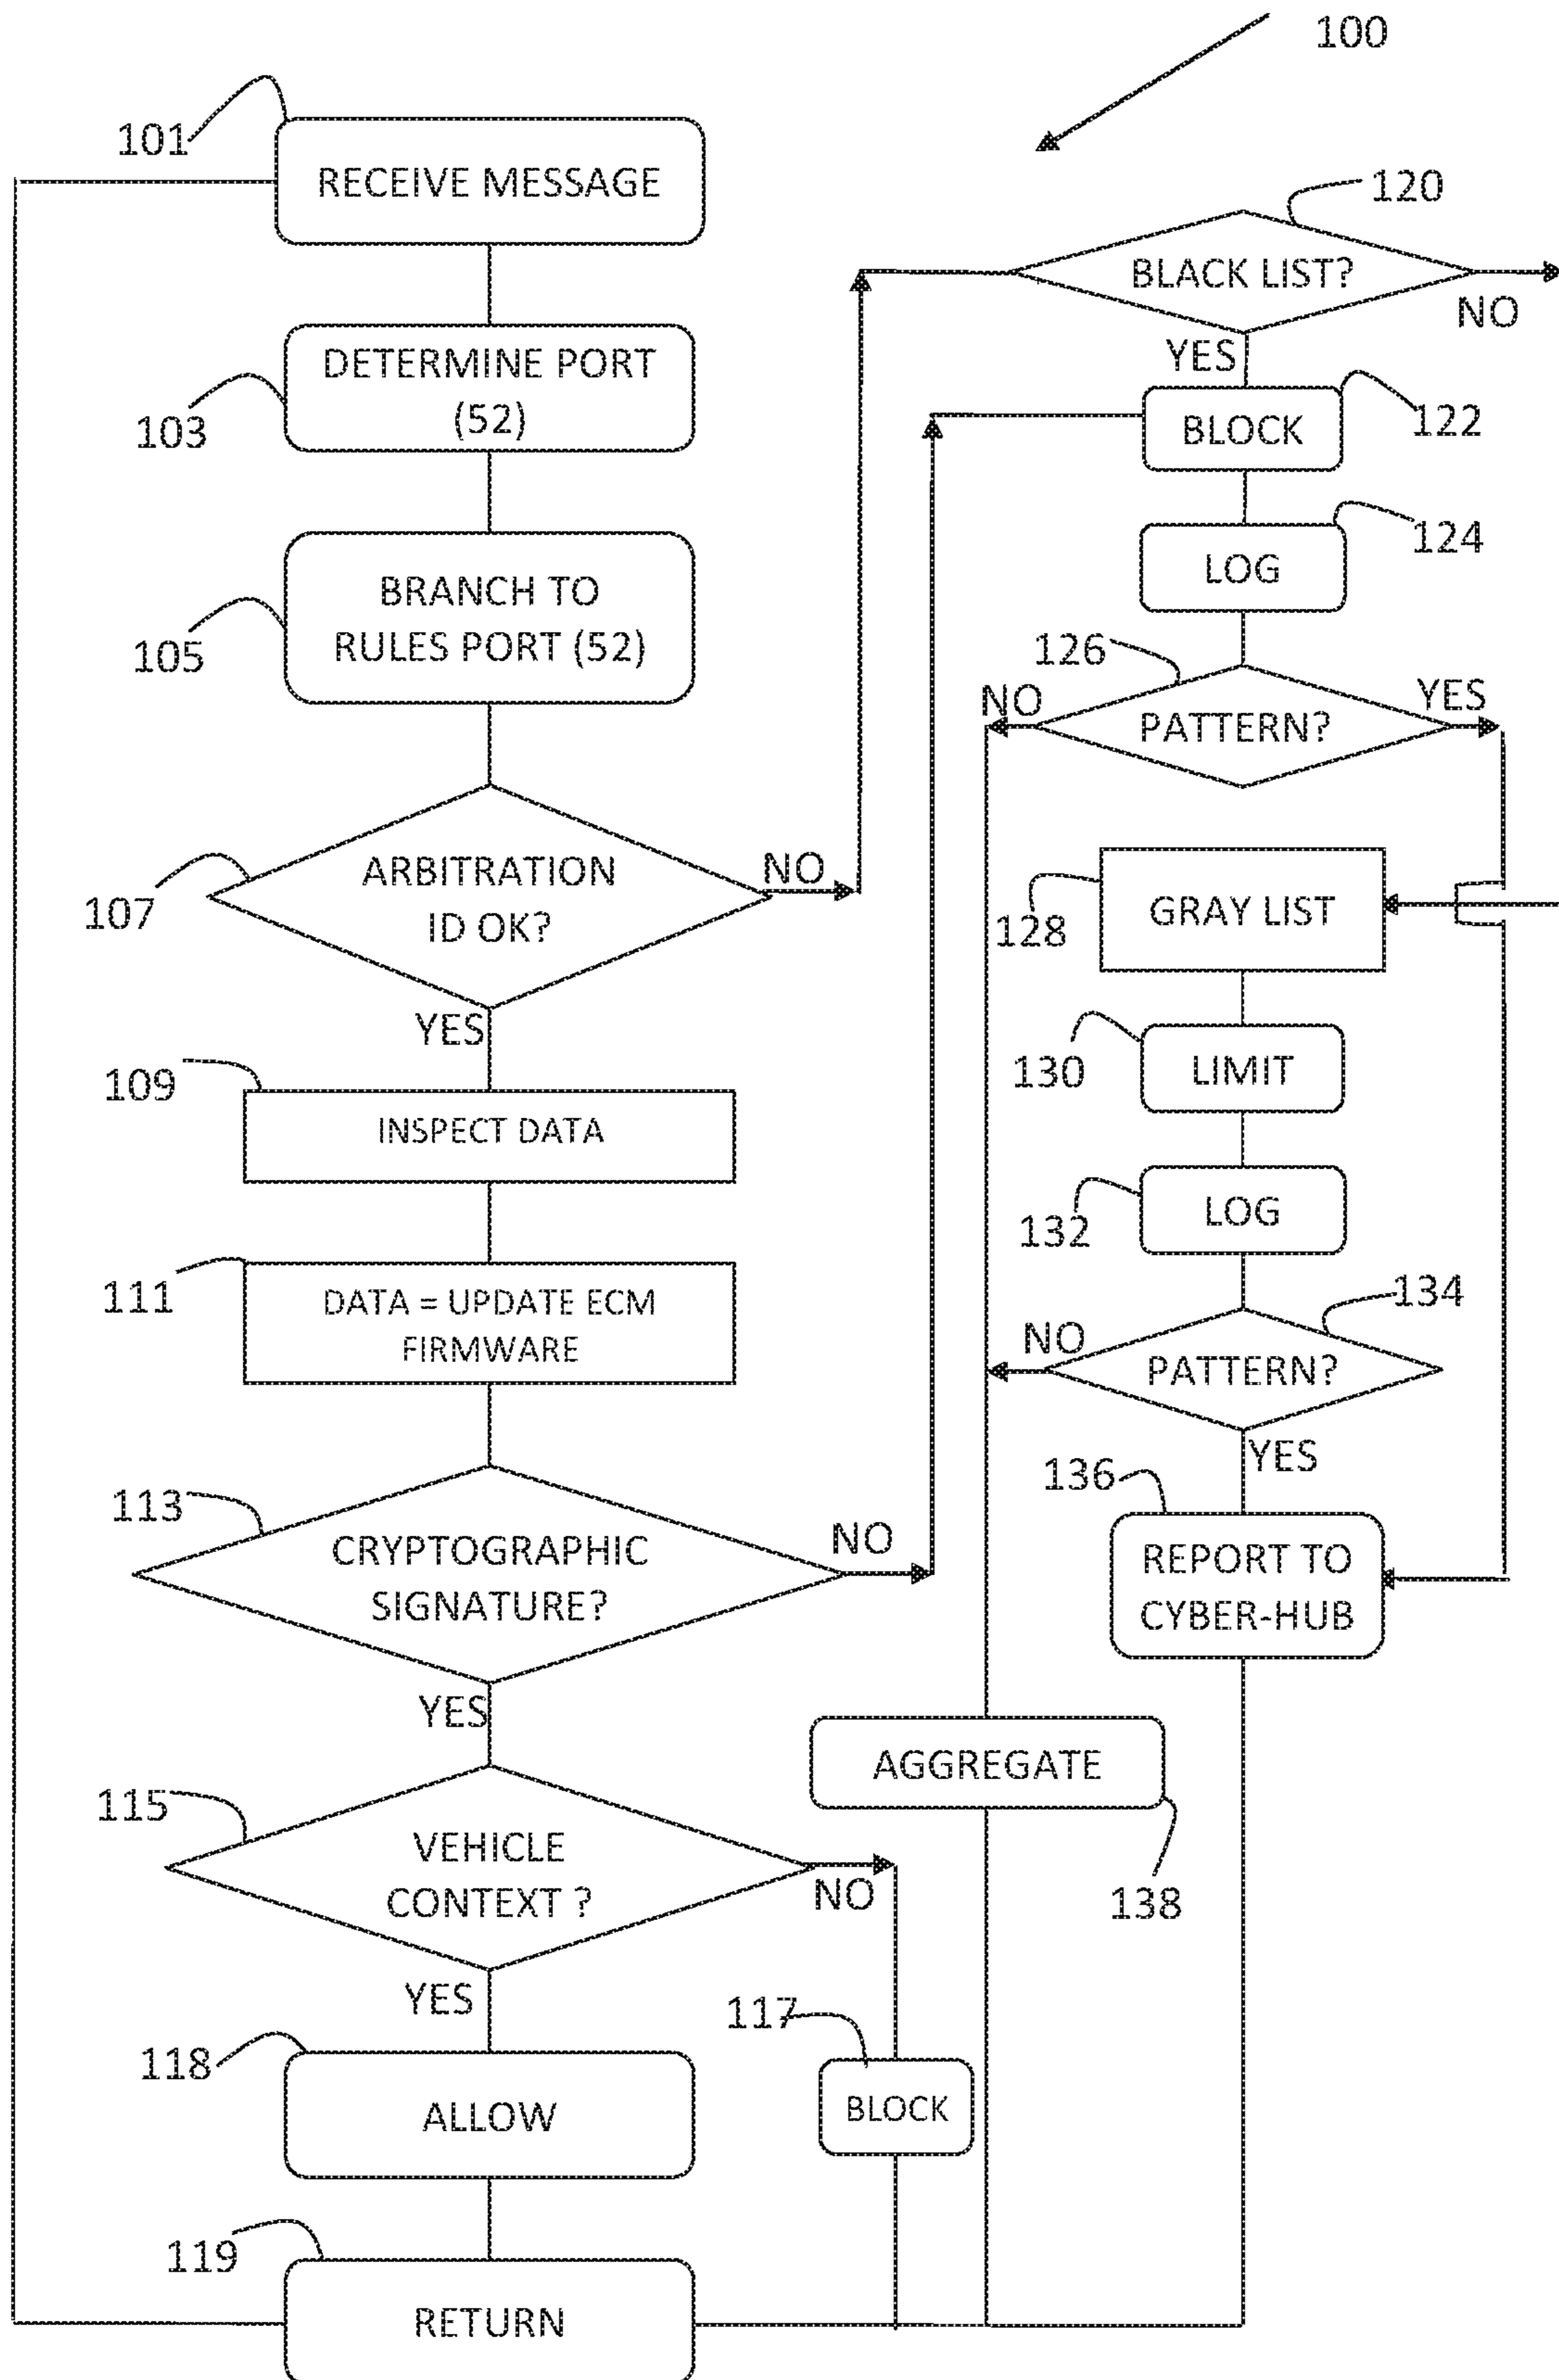 100
101
RECEIVE MESSAGE
103
DETERMINE PORT
(52)
105
BRANCH TO
RULES PORT (52)
107
ARBITRATION
ID OK?
NO
YES
109
INSPECT DATA
111
DATA = UPDATE ECM
FIRMWARE
113
CRYPTOGRAPHIC
SIGNATURE?
NO
YES
115
VEHICLE
CONTEXT ?
NO
YES
117
BLOCK
118
ALLOW
119
RETURN
120
BLACK LIST?
NO
YES
122
BLOCK
124
LOG
126
NO
YES
PATTERN?
128
GRAY LIST
130
LIMIT
132
LOG
134
NO
PATTERN?
YES
136
REPORT TO
CYBER-HUB
AGGREGATE
138